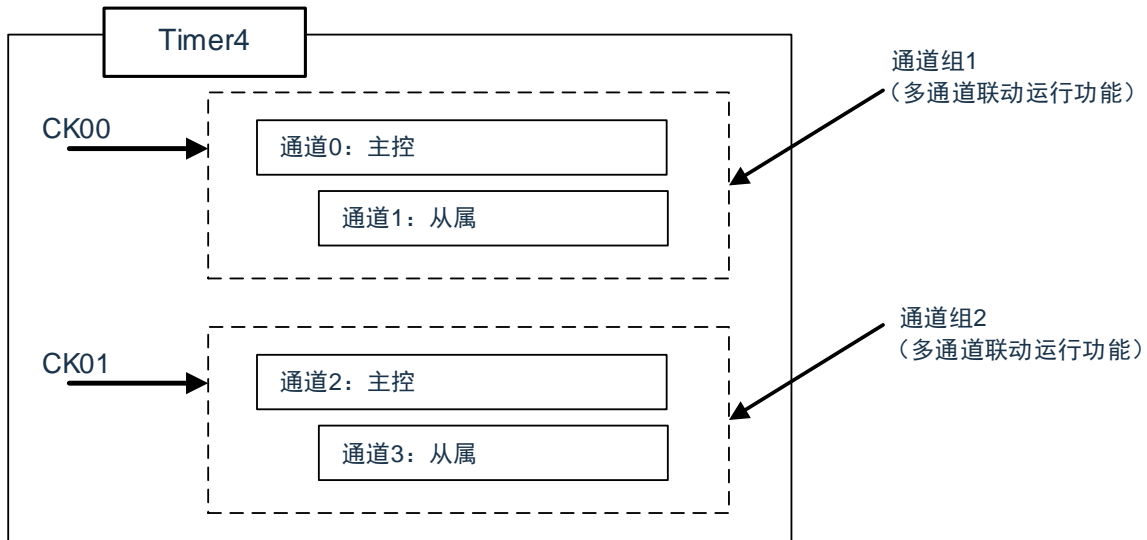 Timer4
通道组1
（多通道联动运行功能）
CK00
通道0：主控
通道1：从属
通道组2
（多通道联动运行功能）
CK01
通道2：主控
通道3：从属